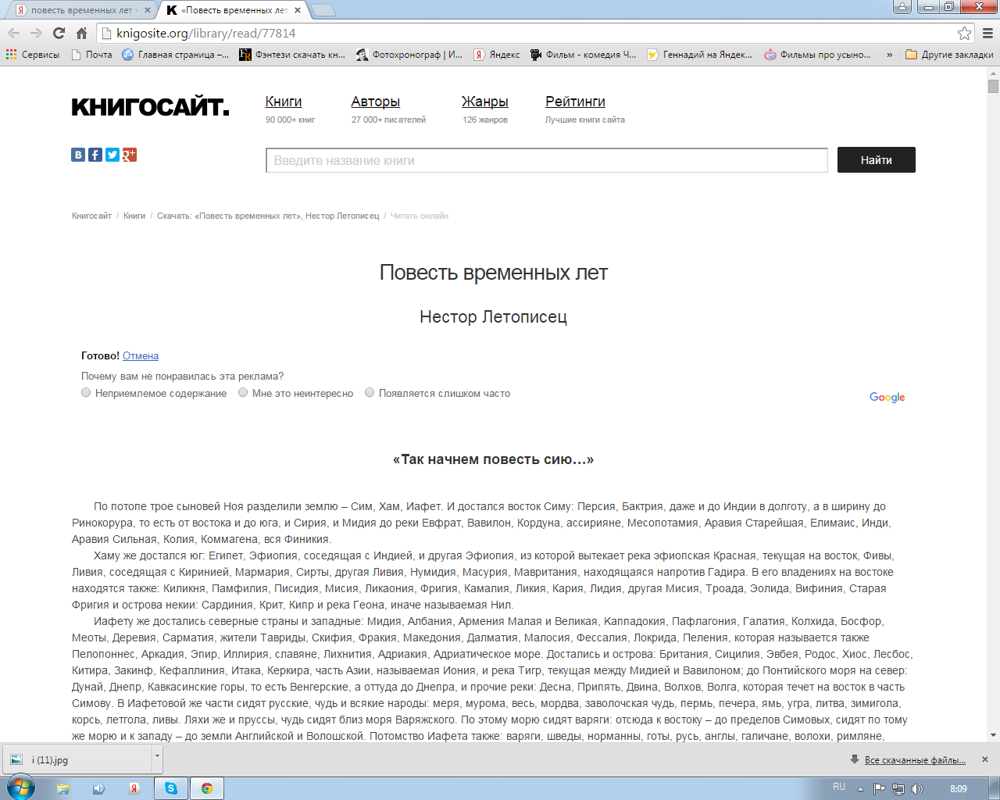 повесть временных лет
«Повесть временных лет
knigosite.org/library/read/77814
Сервисы Почта Главная страница –... Фэнтези скачать кн... Фотохронограф | И... Яндекс Фильм - комедия Ч... Геннадий на Яндек... Фильмы про усыно... » Другие закладки
КНИГОСАЙТ.
Книги Авторы Жанры Рейтинги
90 000+ книг 27 000+ писателей 126 жанров Лучшие книги сайта
Введите название книги Найти
Книгосайт / Книги / Скачать: «Повесть временных лет», Нестор Летописец / Читать онлайн
Повесть временных лет
Нестор Летописец
Готово! Отмена
Почему вам не понравилась эта реклама?
Неприемлемое содержание Мне это неинтересно Появляется слишком часто
Google
«Так начнем повесть сию...»
По потопе трое сыновей Ноя разделили землю – Сим, Хам, Иафет. И достался восток Симу: Персия, Бактрия, даже и до Индии в долготу, а в ширину до
Ринокорура, то есть от востока и до юга, и Сирия, и Мидия до реки Евфрат, Вавилон, Кордуна, ассирияне, Месопотамия, Аравия Старейшая, Елимаис, Инди,
Аравия Сильная, Колия, Коммагена, вся Финикия.
Хаму же достался юг: Египет, Эфиопия, соседящая с Индией, и другая Эфиопия, из которой вытекает река эфиопская Красная, текущая на восток, Фивы,
Ливия, соседящая с Киринией, Мармария, Сирты, другая Ливия, Нумидия, Масурия, Мавритания, находящаяся напротив Гадира. В его владениях на востоке
находятся также: Киликня, Памфилия, Писидия, Мисия, Ликаония, Фригия, Камалия, Ликия, Кария, Лидия, другая Мисия, Троада, Эолида, Вифиния, Старая
Фригия и острова некии: Сардиния, Крит, Кипр и река Геона, иначе называемая Нил.
Иафету же достались северные страны и западные: Мидия, Албания, Армения Малая и Великая, Каппадокия, Пафлагония, Галатия, Колхида, Босфор,
Меоты, Деревия, Сарматия, жители Тавриды, Скифия, Фракия, Македония, Далматия, Малосия, Фессалия, Локрида, Пеления, которая называется также
Пелопоннес, Аркадия, Эпир, Иллирия, славяне, Лихнития, Адриакия, Адриатическое море. Достались и острова: Британия, Сицилия, Эвбея, Родос, Хиос, Лесбос,
Китира, Закинф, Кефаллиния, Итака, Керкира, часть Азии, называемая Иония, и река Тигр, текущая между Мидией и Вавилоном; до Понтийского моря на север:
Дунай, Днепр, Кавкасинские горы, то есть Венгерские, а оттуда до Днепра, и прочие реки: Десна, Припять, Двина, Волхов, Волга, которая течет на восток в часть
Симову. В Иафетовой же части сидят русские, чудь и всякие народы: меря, мурома, весь, мордва, заволочская чудь, пермь, печера, ямь, угра, литва, зимигола,
корсь, летгола, ливы. Ляхи же и пруссы, чудь сидят близ моря Варяжского. По этому морю сидят варяги: отсюда к востоку – до пределов Симовых, сидят по тому
же морю и к западу – до земли Английской и Волошской. Потомство Иафета также: варяги, шведы, норманны, готы, русь, англы, галичане, волохи, римляне,
i (11).jpg Все скачанные файлы...
RU 8:09